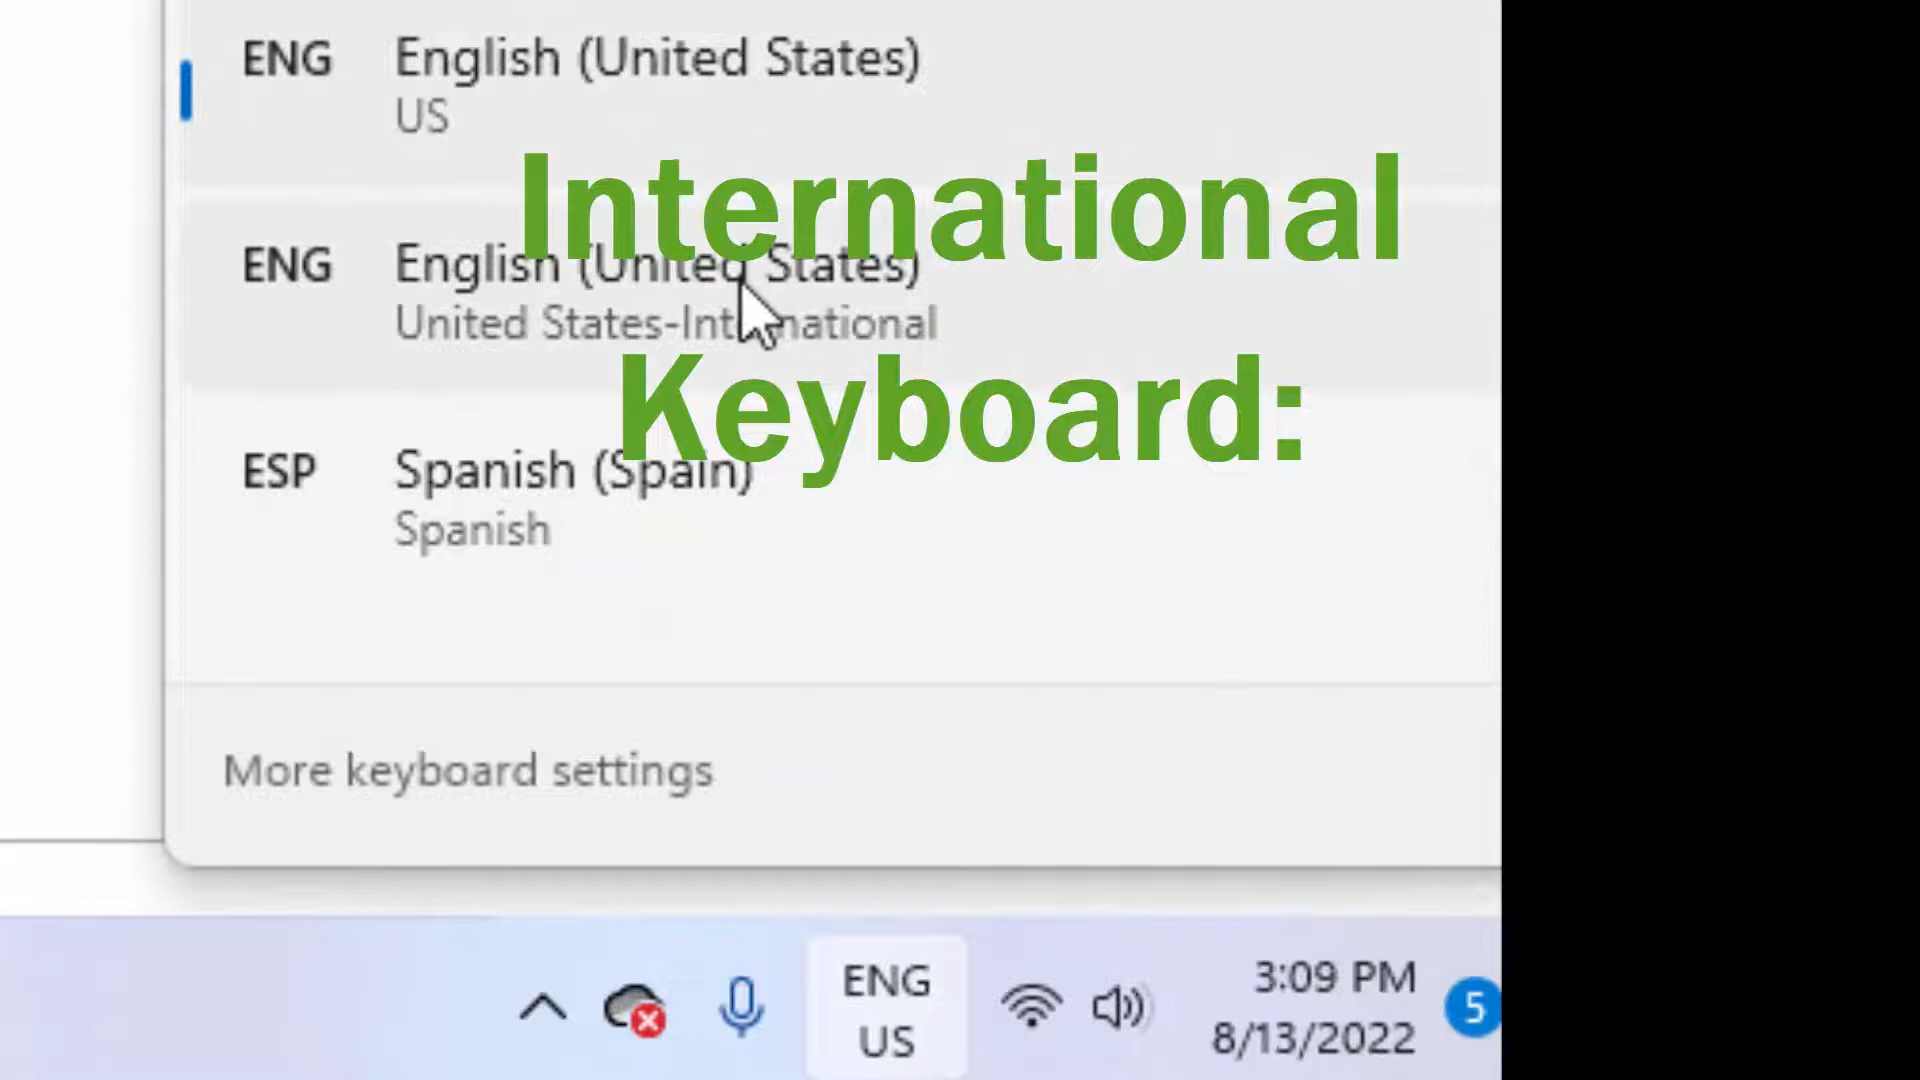 ENG English (United States)
US
International
ENG English (United States)
United States-International
Keyboard:
ESP Spanish (Spain)
Spanish
More keyboard settings
ENG
US
3:09 PM
8/13/2022
5